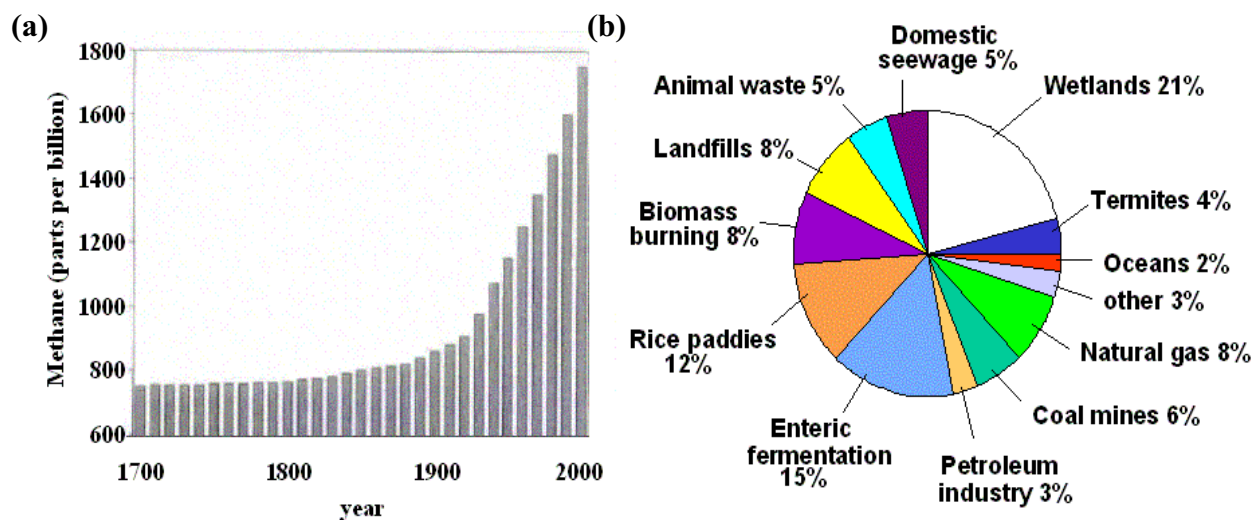 (a)
1800
1600
1400
1200
1000
800
600
Methane (parts per billion)
1700
1800
1900
2000
year
(b)
Domestic
seewage 5%
Wetlands 21%
Animal waste 5%
Landfills 8%
Termites 4%
Biomass
burning 8%
Oceans 2%
other 3%
Rice paddies
12%
Natural gas 8%
Coal mines 6%
Enteric
fermentation
15%
Petroleum
industry 3%